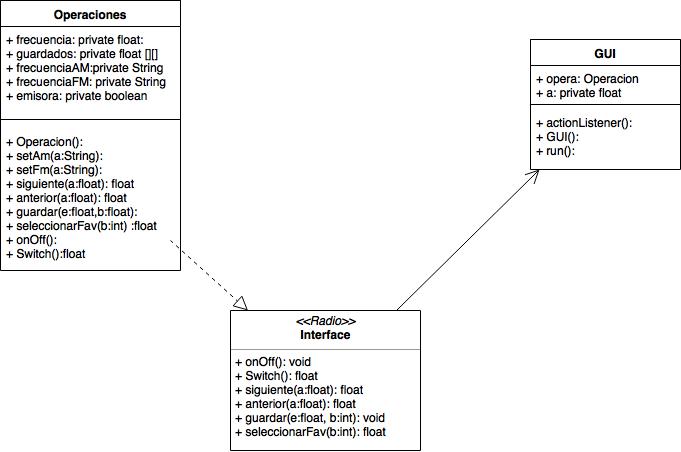 Operaciones
+ frecuencia: private float:
+ guardados: private float [][]
+ frecuenciaAM:private String
+ frecuenciaFM: private String
+ emisora: private boolean
+ Operacion():
+ setAm(a:String):
+ setFm(a:String):
+ siguiente(a:float): float
+ anterior(a:float): float
+ guardar(e:float,b:float):
+ seleccionarFav(b:int) :float
+ onOff():
+ Switch():float
GUI
+ opera: Operacion
+ a: private float
+ actionListener():
+ GUI():
+ run():
<<Radio>>
Interface
+ onOff(): void
+ Switch(): float
+ siguiente(a:float): float
+ anterior(a:float): float
+ guardar(e:float, b:int): void
+ seleccionarFav(b:int): float